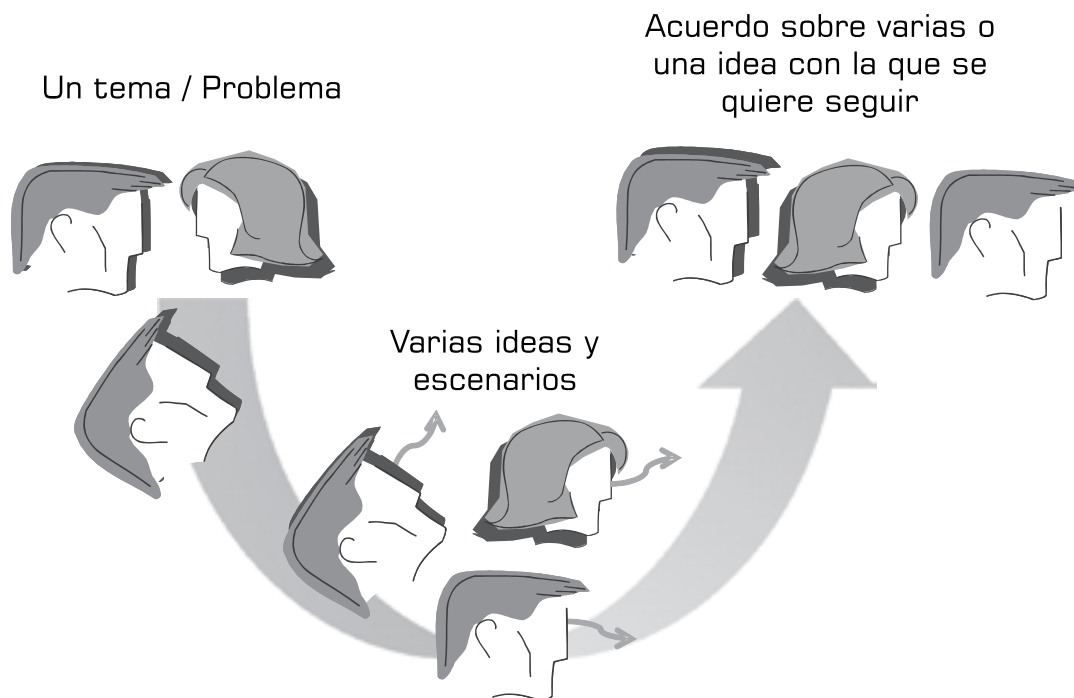 Un tema / Problema
Acuerdo sobre varias o
una idea con la que se
quiere seguir
Varias ideas y
escenarios